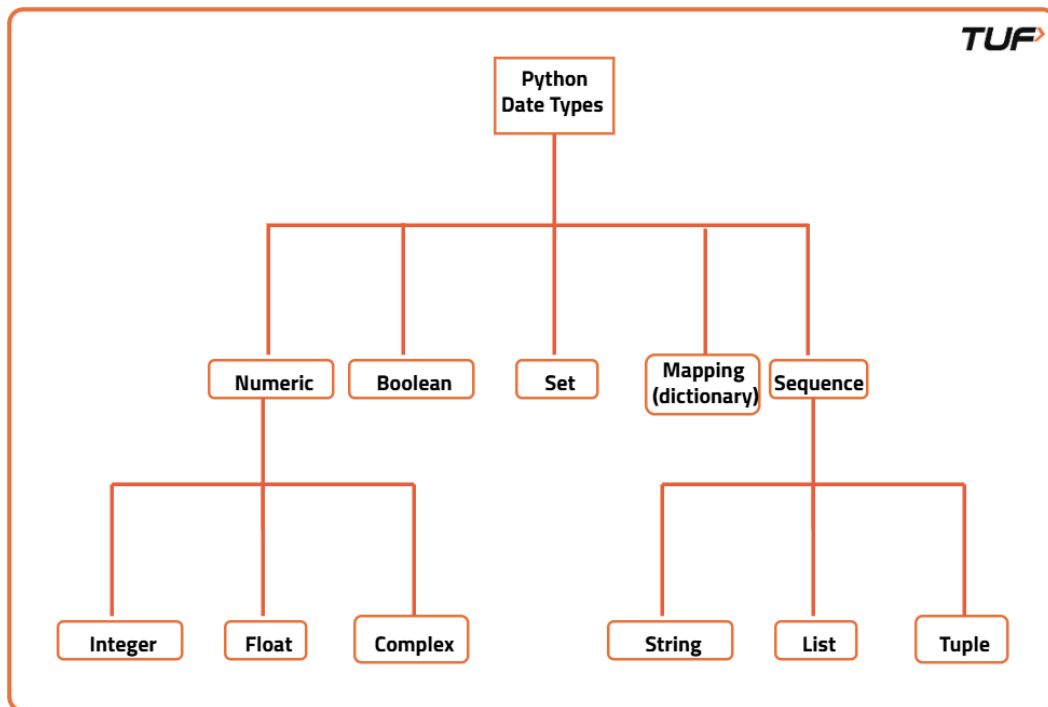 TUF
Python
Date Types
Numeric
Boolean
Set
Mapping
(dictionary)
Sequence
Integer
Float
Complex
String
List
Tuple